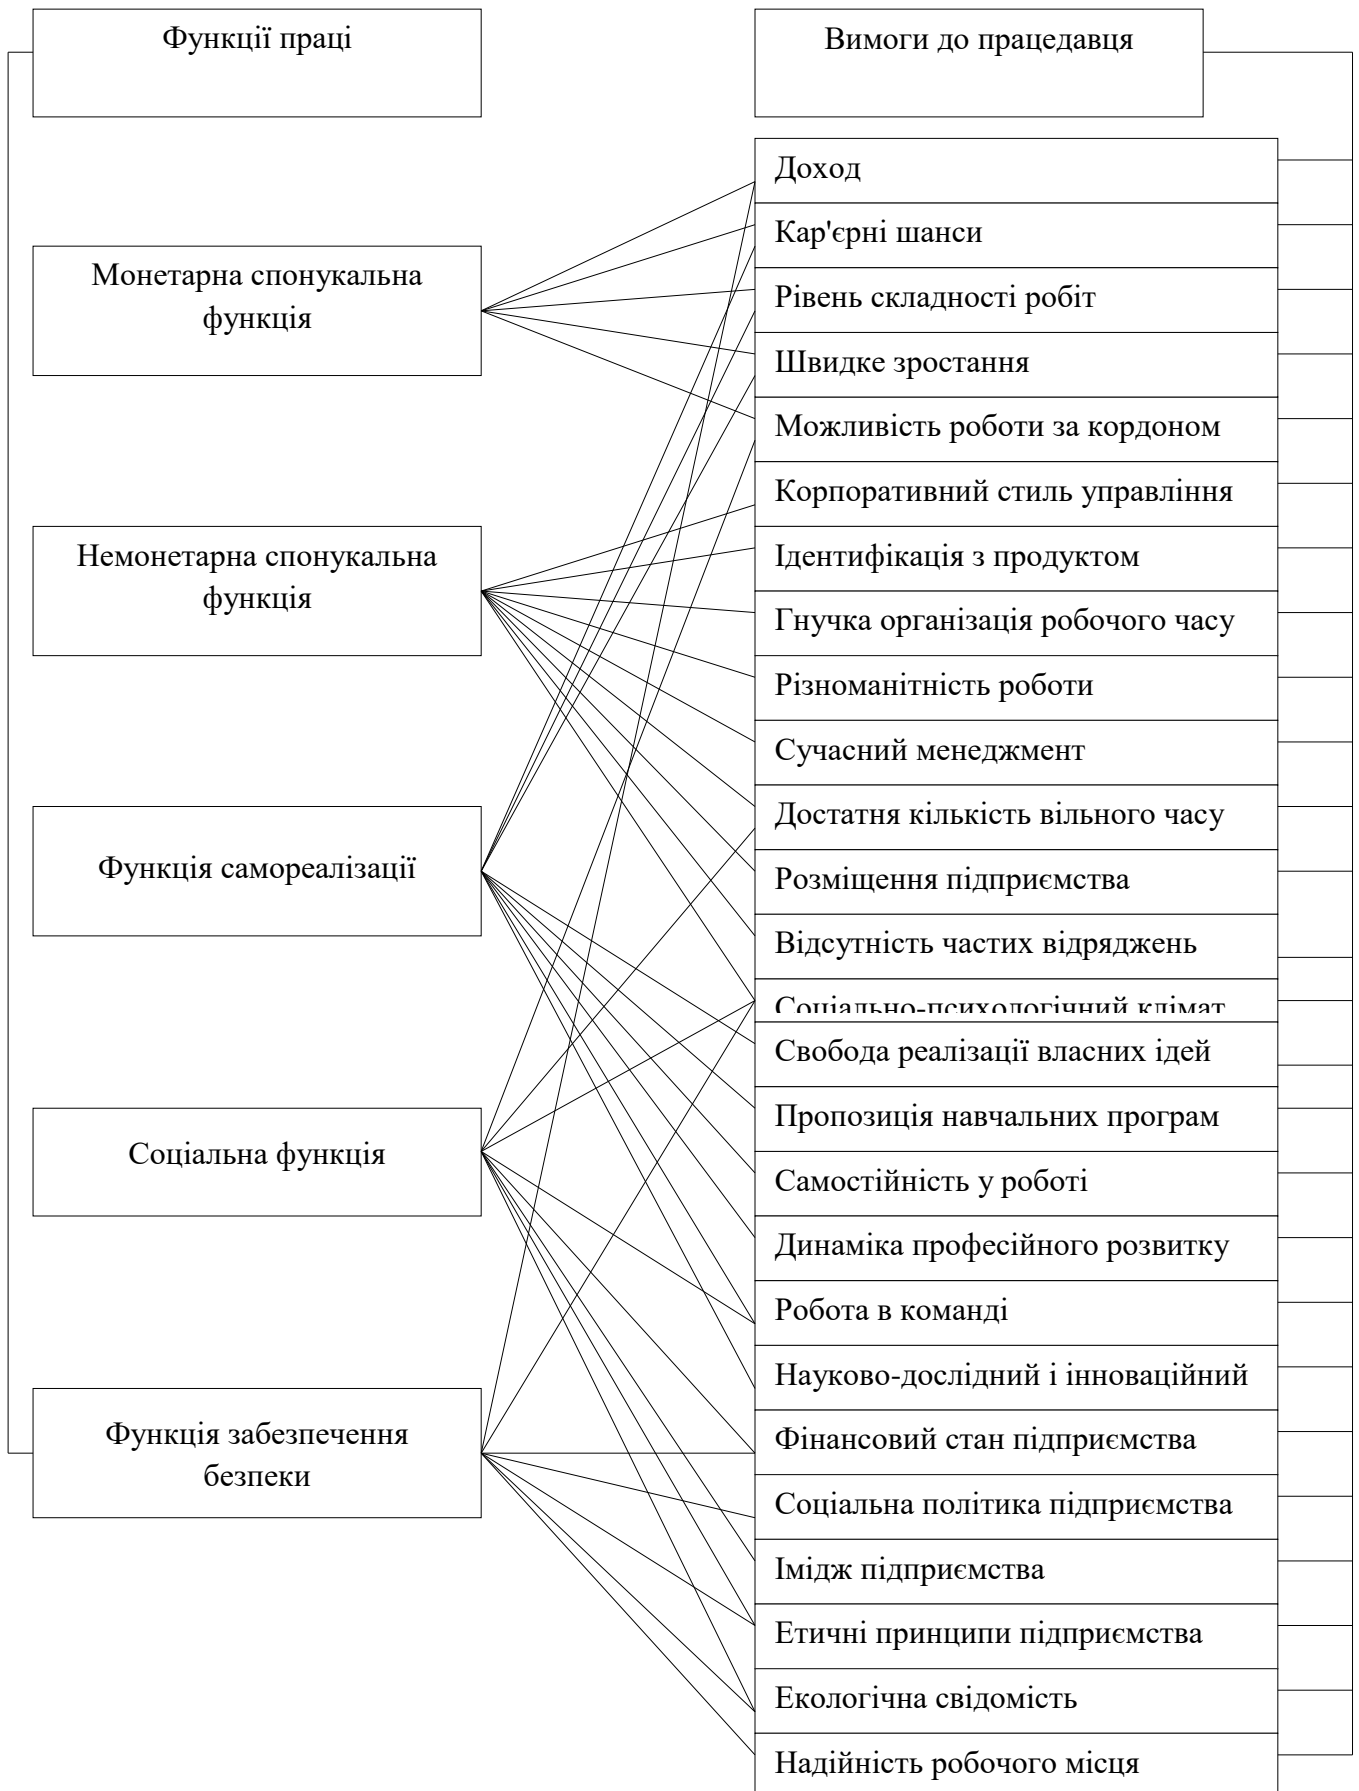 Функції праці
Вимоги до працедавця
Монетарна спонукальна
функція
Немонетарна спонукальна
функція
Функція самореалізації
Соціальна функція
Функція забезпечення
безпеки
Доход
Кар'єрні шанси
Рівень складності робіт
Швидке зростання
Можливість роботи за кордоном
Корпоративний стиль управління
Ідентифікація з продуктом
Гнучка організація робочого часу
Різноманітність роботи
Сучасний менеджмент
Достатня кількість вільного часу
Розміщення підприємства
Відсутність частих відряджень
Соціально-психологічний клімат
Свобода реалізації власних ідей
Пропозиція навчальних програм
Самостійність у роботі
Динаміка професійного розвитку
Робота в команді
Науково-дослідний і інноваційний
Фінансовий стан підприємства
Соціальна політика підприємства
Імідж підприємства
Етичні принципи підприємства
Екологічна свідомість
Надійність робочого місця